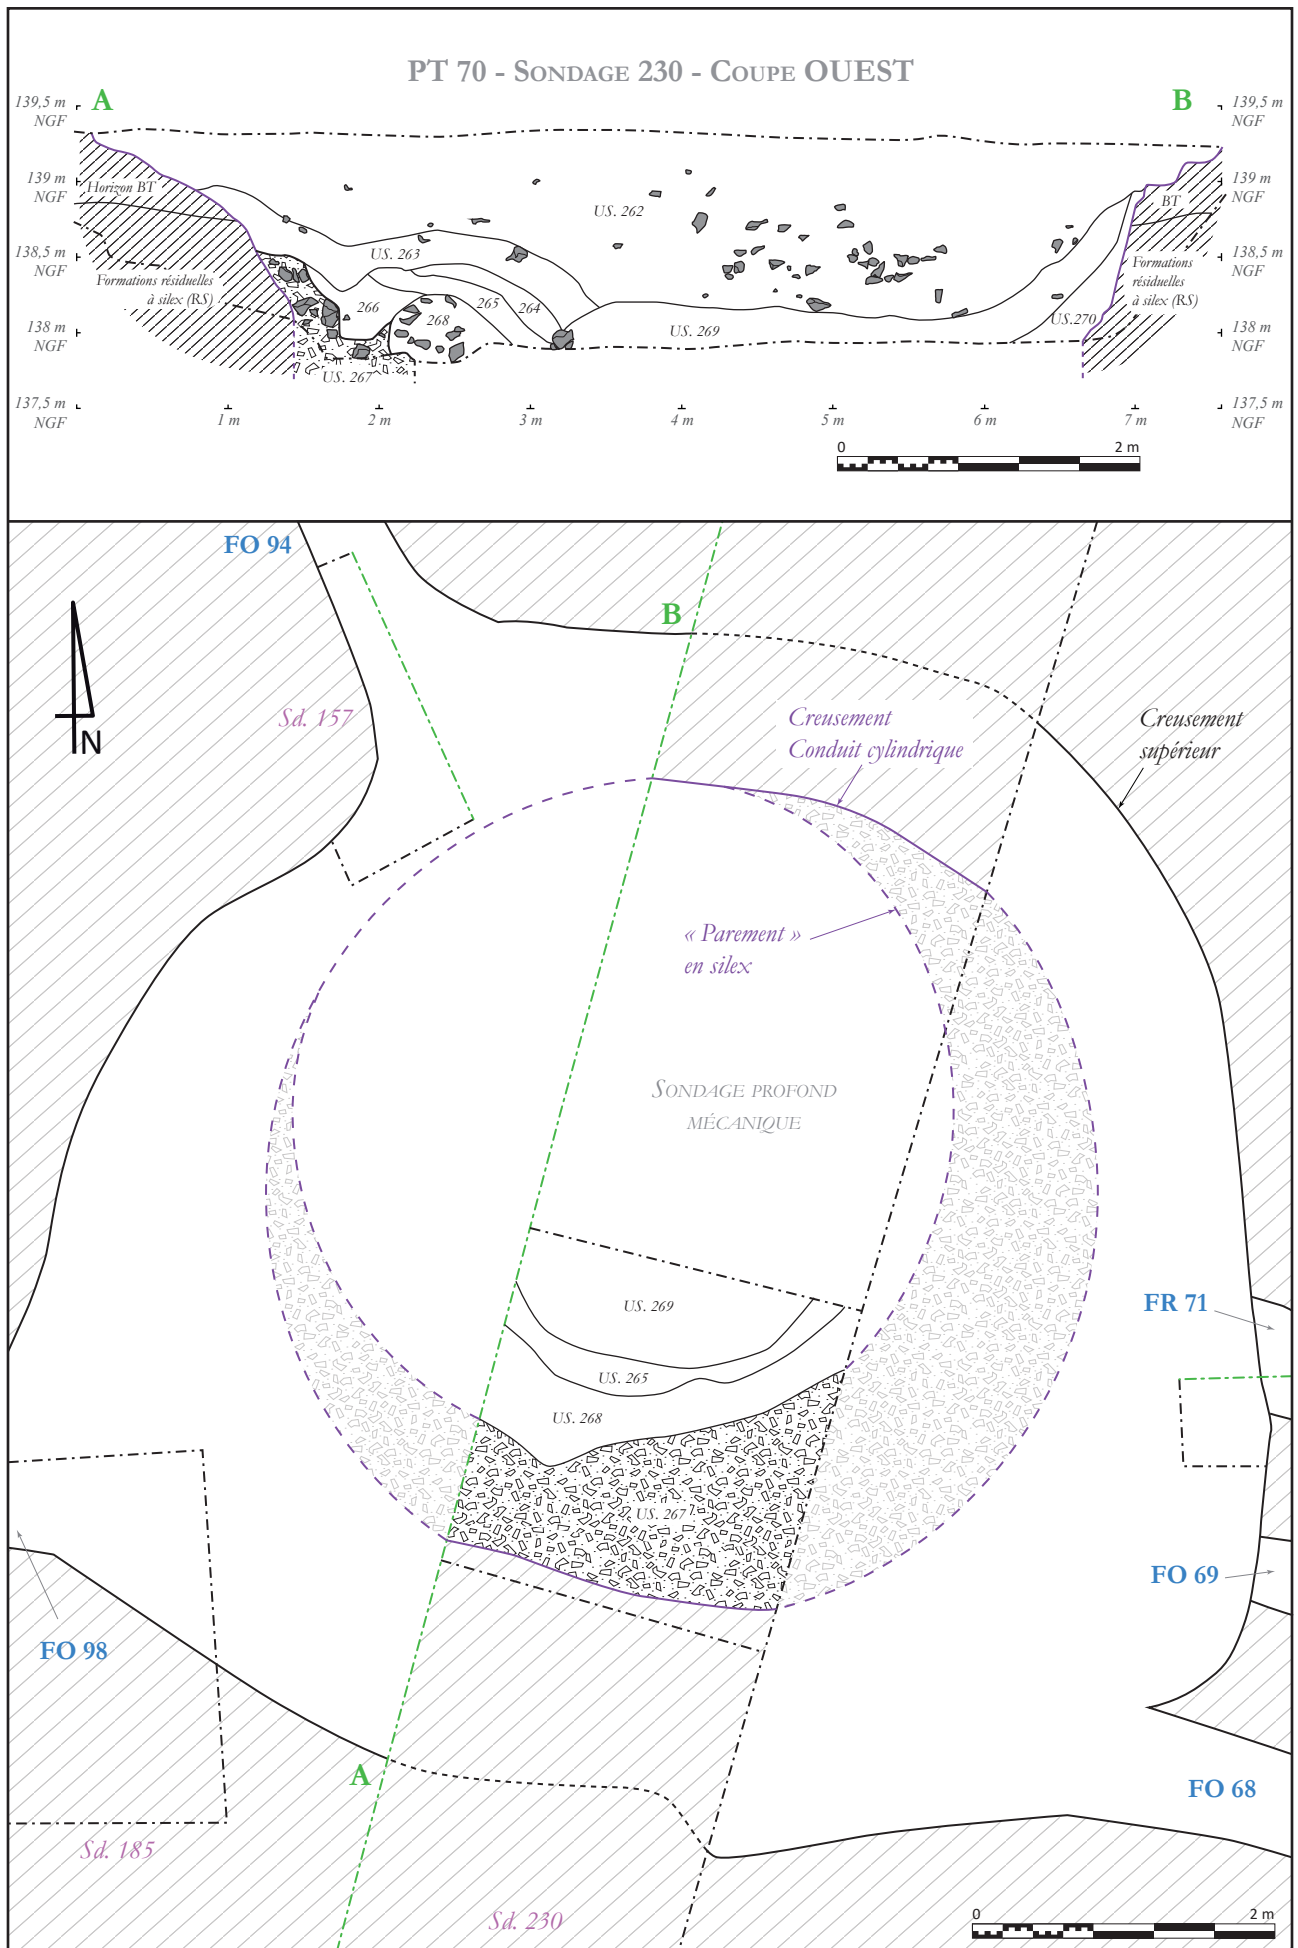 PT 70 - Sondage 230 - Coupe OUEST
139,5 m
NGF
A
B
139,5 m
NGF
139 m
NGF
Horizon BT
US. 262
BT
139 m
NGF
138,5 m
NGF
US. 263
Formations
résiduelles
à silex (RS)
138,5 m
NGF
Formations résiduelles
à silex (RS)
266
268
265
264
US. 269
US.270
138 m
NGF
138 m
NGF
US. 267
137,5 m
NGF
1 m
2 m
3 m
4 m
5 m
6 m
7 m
137,5 m
NGF
0
2 m
FO 94
B
N
Sd. 157
Creusement
Conduit cylindrique
Creusement
supérieur
« Parement »
en silex
Sondage profond
mécanique
US. 269
FR 71
US. 265
US. 268
US. 267
FO 69
FO 98
A
FO 68
Sd. 185
Sd. 230
0
2 m